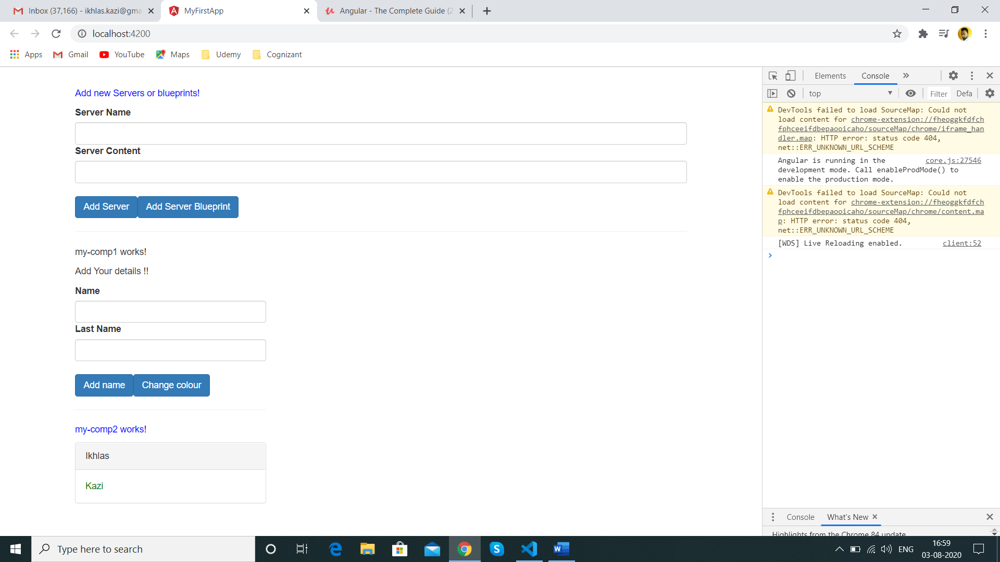 Inbox (37,166) - ikhlas.kazi@gma
MyFirstApp
Angular - The Complete Guide (2
localhost:4200
Apps
Gmail
YouTube
Maps
Udemy
Cognizant
Add new Servers or blueprints!
Server Name
Server Content
Add Server
Add Server Blueprint
my-comp1 works!
Add Your details !!
Name
Last Name
Add name
Change colour
my-comp2 works!
Ikhlas
Kazi
Elements
Console
top
Filter
Defa
DevTools failed to load SourceMap: Could not
load content for chrome-extension://fheoggkfdfch
fphceeifdbepaooicaho/sourceMap/chrome/iframe_han
dler.map: HTTP error: status code 404,
net::ERR_UNKNOWN_URL_SCHEME
Angular is running in the core.js:27546
development mode. Call enableProdMode() to
enable the production mode.
DevTools failed to load SourceMap: Could not
load content for chrome-extension://fheoggkfdfch
fphceeifdbepaooicaho/sourceMap/chrome/content.ma
p: HTTP error: status code 404,
net::ERR_UNKNOWN_URL_SCHEME
[WDS] Live Reloading enabled. client:52
Console
What's New
Highlights from the Chrome 84 update
Type here to search
ENG
16:59
03-08-2020